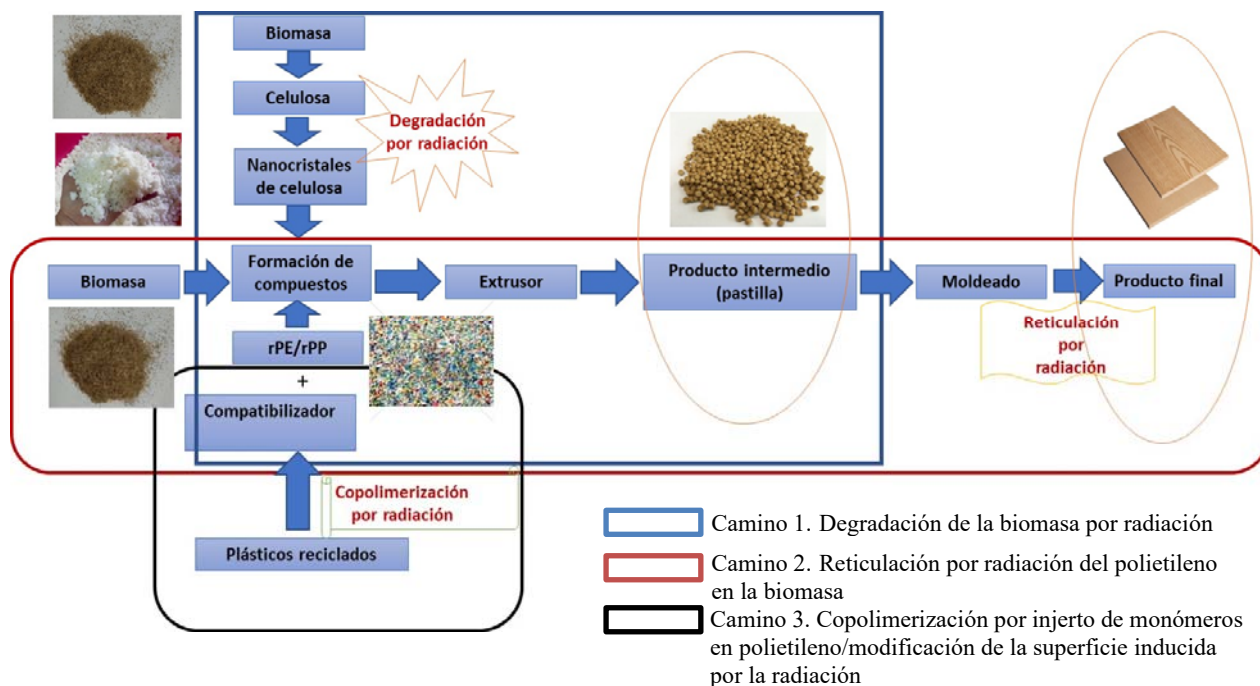 Biomasa
Celulosa
Degradación
por radiación
Nanocristales
de celulosa
Biomasa
Formación de
compuestos
Extrusor
Producto intermedio
(pastilla)
Moldeado
Producto final
Reticulación
por
radiación
rPE/rPP
+
Compatibilizador
Copolimerización
por radiación
Plásticos reciclados
Camino 1. Degradación de la biomasa por radiación
Camino 2. Reticulación por radiación del polietileno
en la biomasa
Camino 3. Copolimerización por injerto de monómeros
en polietileno/modificación de la superficie inducida
por la radiación